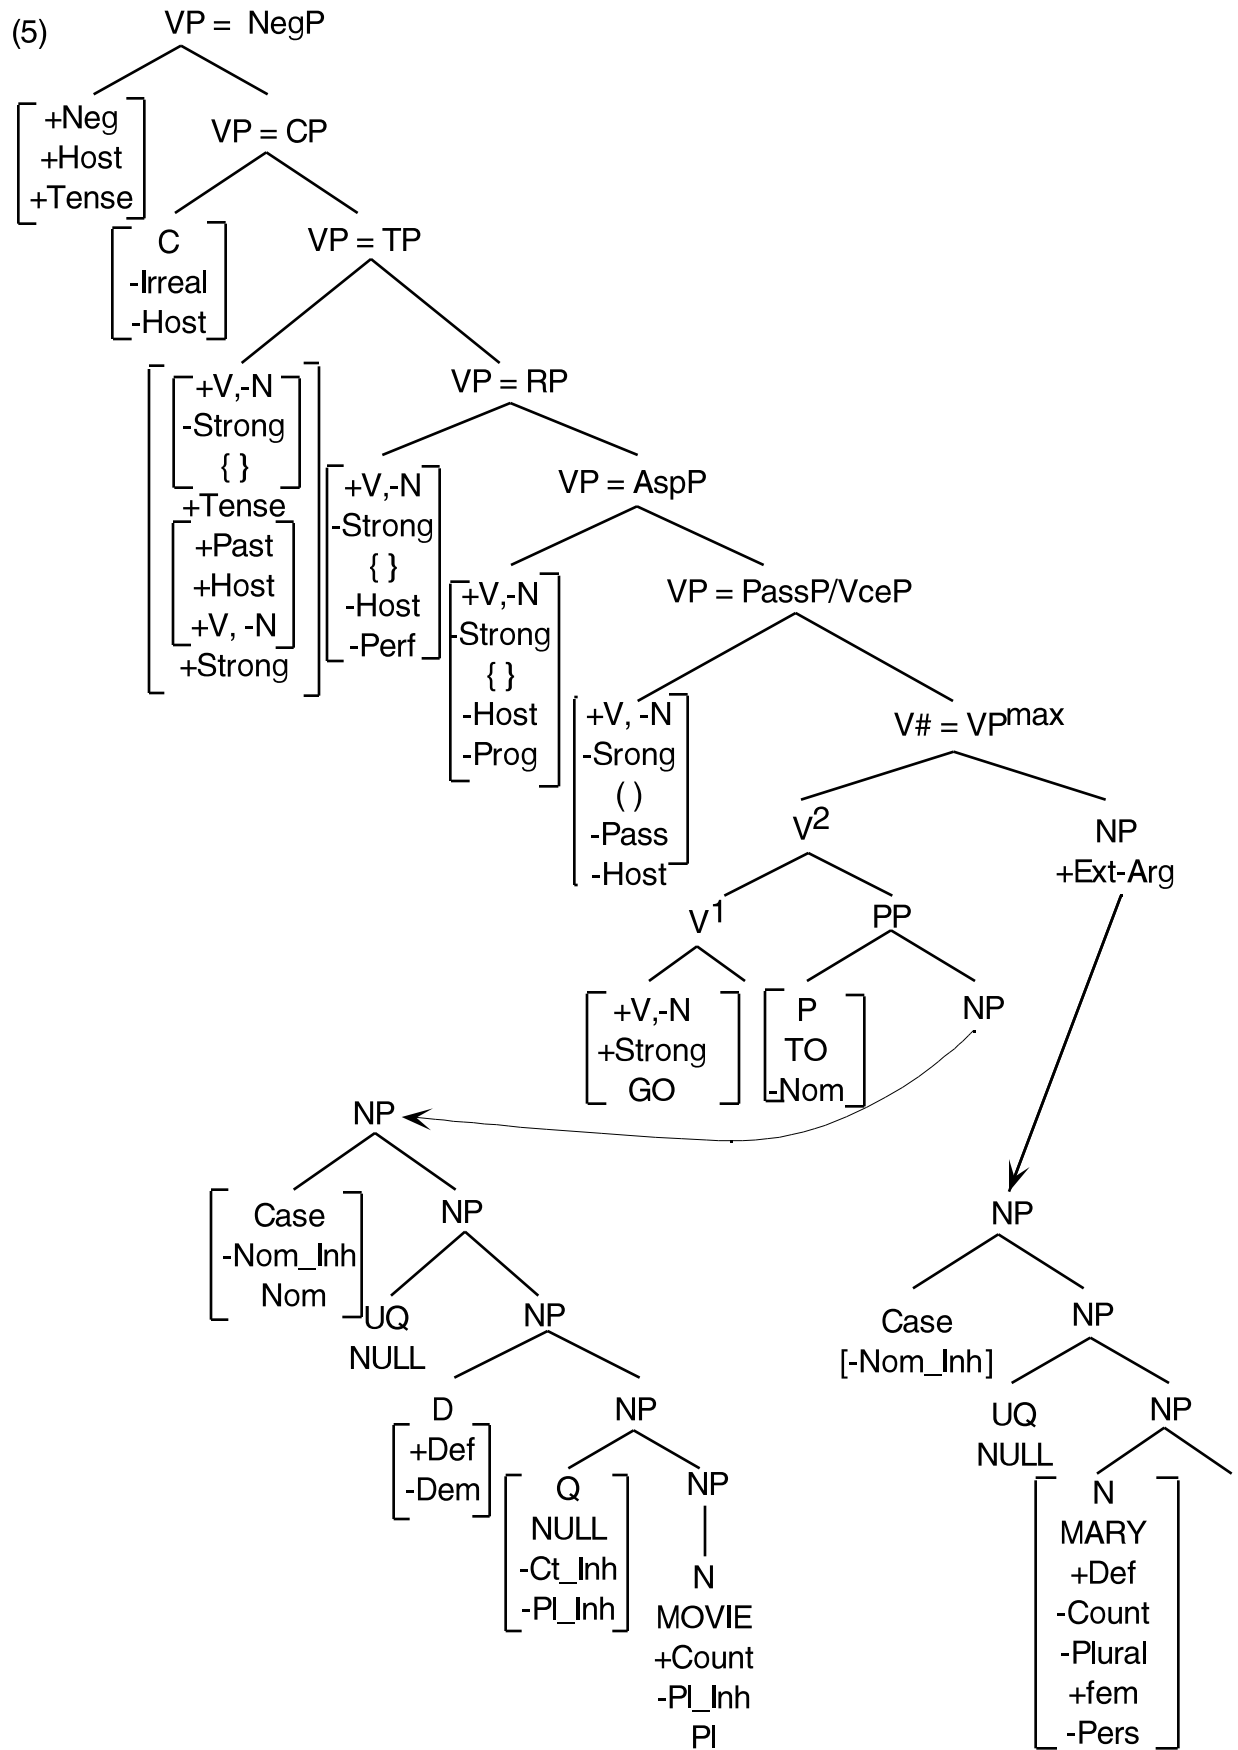 (5)
VP = NegP
+Neg
+Host
+Tense
VP = CP
C
-Irreal
-Host
VP = TP
+V,-N
-Strong
{ }
+Tense
+Past
+Host
+V, -N
+Strong
VP = RP
+V,-N
-Strong
{ }
-Host
-Perf
VP = AspP
+V,-N
-Strong
{ }
-Host
-Prog
VP = PassP/VceP
+V, -N
-Srong
( )
-Pass
-Host
V# = VPmax
V2
NP
+Ext-Arg
V1
PP
+V,-N
+Strong
GO
P
TO
-Nom
NP
NP
Case
-Nom_Inh
Nom
NP
UQ
NULL
NP
D
+Def
-Dem
NP
Q
NULL
-Ct_Inh
-Pl_Inh
NP
N
MOVIE
+Count
-Pl_Inh
Pl
NP
Case
[-Nom_Inh]
NP
UQ
NULL
NP
N
MARY
+Def
-Count
-Plural
+fem
-Pers